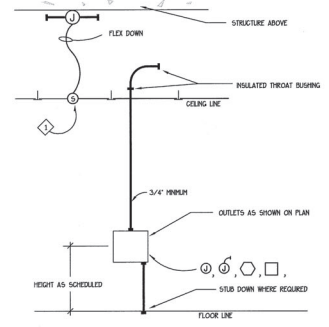 J
STRUCTURE ABOVE
FLEX DOWN
INSULATED THROAT BUSHING
S
CEILING LINE
1
3/4" MINIMUM
OUTLETS AS SHOWN ON PLAN
J, J, , ,
HEIGHT AS SCHEDULED
STUB DOWN WHERE REQUIRED
FLOOR LINE